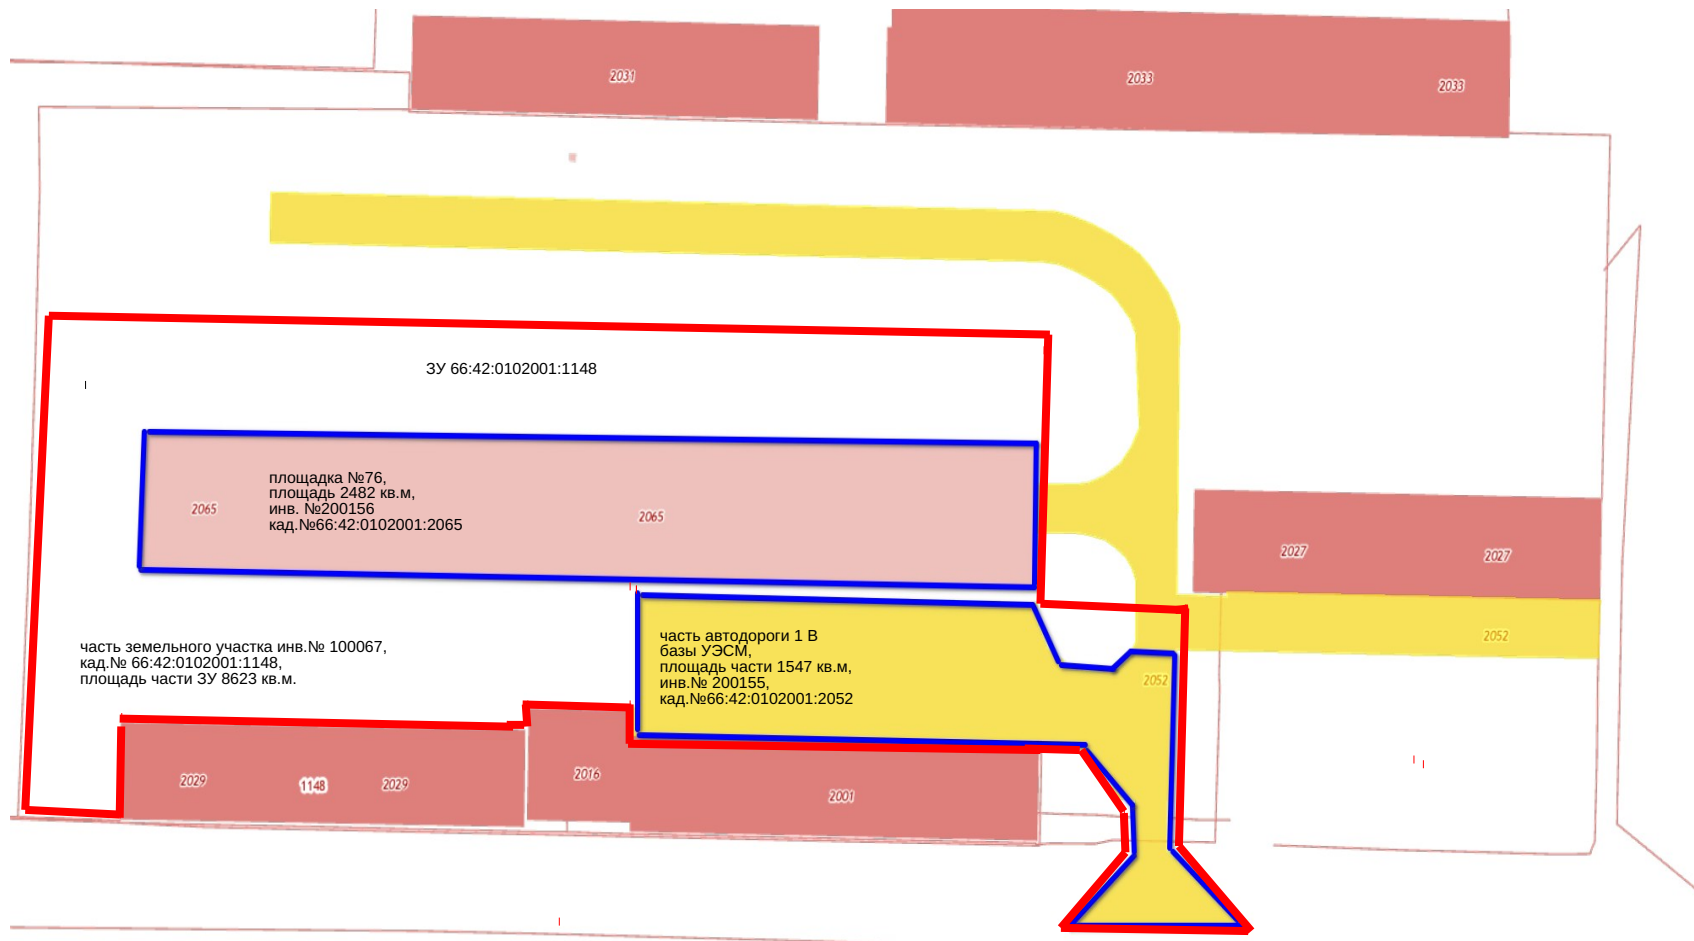 2031
2033
2033
ЗУ 66:42:0102001:1148
площадка №76,
площадь 2482 кв.м,
инв. №200156
кад.№66:42:0102001:2065
2065
2065
2027
2027
часть земельного участка инв.№ 100067,
кад.№ 66:42:0102001:1148,
площадь части ЗУ 8623 кв.м.
часть автодороги 1 В
базы УЭСМ,
площадь части 1547 кв.м,
инв.№ 200155,
кад.№66:42:0102001:2052
2052
2052
2029
1148
2029
2016
2001